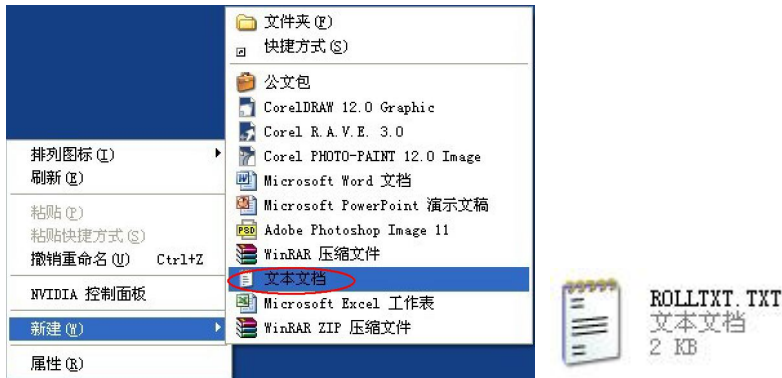 排列图标(I)
刷新(E)
粘贴(P)
粘贴快捷方式(S)
撤销重命名(U) Ctrl+Z
NVIDIA 控制面板
新建(W)
属性(R)
文件夹(F)
快捷方式(S)
公文包
CorelDRAW 12.0 Graphic
Corel R.A.V.E. 3.0
Corel PHOTO-PAINT 12.0 Image
Microsoft Word 文档
Microsoft PowerPoint 演示文稿
Adobe Photoshop Image 11
WinRAR 压缩文件
文本文档
Microsoft Excel 工作表
WinRAR ZIP 压缩文件
ROLLTXT.TXT
文本文档
2 KB